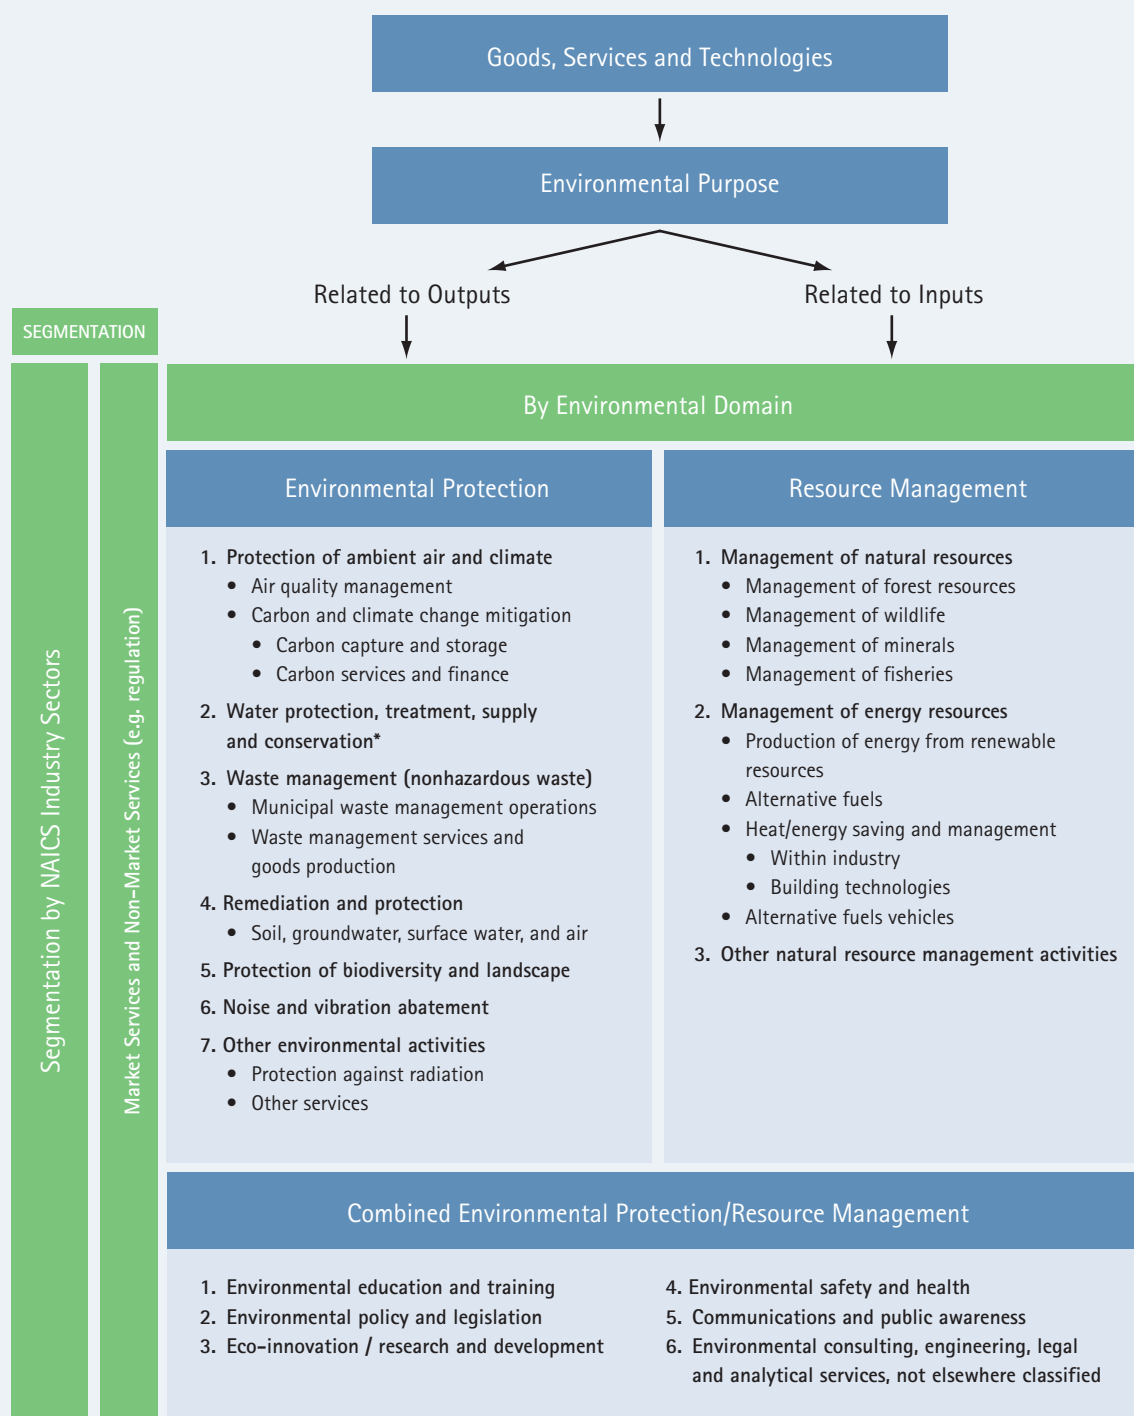 Goods, Services and Technologies
Environmental Purpose
Related to Outputs
Related to Inputs
SEGMENTATION
Segmentation by NAICS Industry Sectors
Market Services and Non-Market Services (e.g. regulation)
By Environmental Domain
Environmental Protection
1. Protection of ambient air and climate
• Air quality management
• Carbon and climate change mitigation
• Carbon capture and storage
• Carbon services and finance
2. Water protection, treatment, supply
and conservation*
3. Waste management (nonhazardous waste)
• Municipal waste management operations
• Waste management services and
goods production
4. Remediation and protection
• Soil, groundwater, surface water, and air
5. Protection of biodiversity and landscape
6. Noise and vibration abatement
7. Other environmental activities
• Protection against radiation
• Other services
Resource Management
1. Management of natural resources
• Management of forest resources
• Management of wildlife
• Management of minerals
• Management of fisheries
2. Management of energy resources
• Production of energy from renewable
resources
• Alternative fuels
• Heat/energy saving and management
• Within industry
• Building technologies
• Alternative fuels vehicles
3. Other natural resource management activities
Combined Environmental Protection/Resource Management
1. Environmental education and training
2. Environmental policy and legislation
3. Eco-innovation / research and development
4. Environmental safety and health
5. Communications and public awareness
6. Environmental consulting, engineering, legal
and analytical services, not elsewhere classified